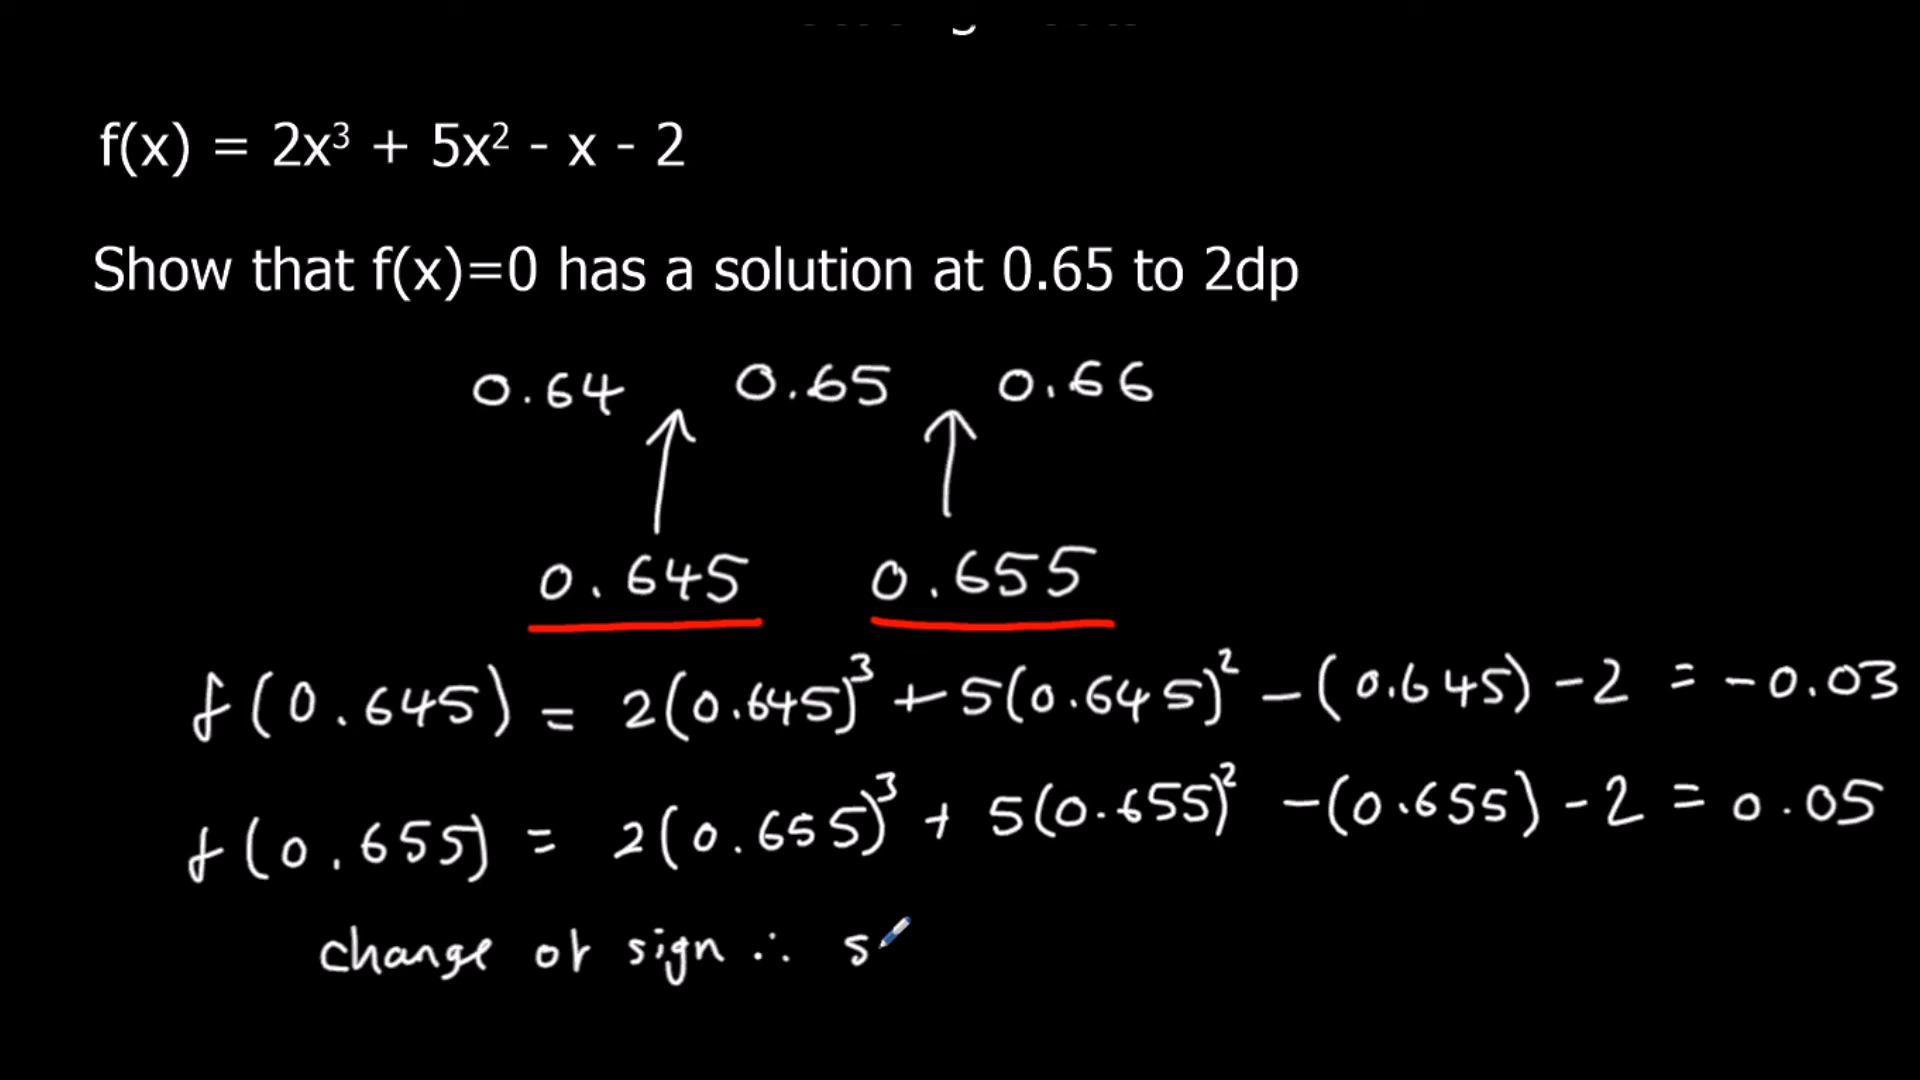 f(x) = 2x³ + 5x² - x - 2
Show that f(x)=0 has a solution at 0.65 to 2dp
0.64 0.65 0.66
0.645 0.655
f(0.645) = 2(0.645)³ + 5(0.645)² - (0.645) - 2 = -0.03
f(0.655) = 2(0.655)³ + 5(0.655)² - (0.655) - 2 = 0.05
change of sign ∴ s